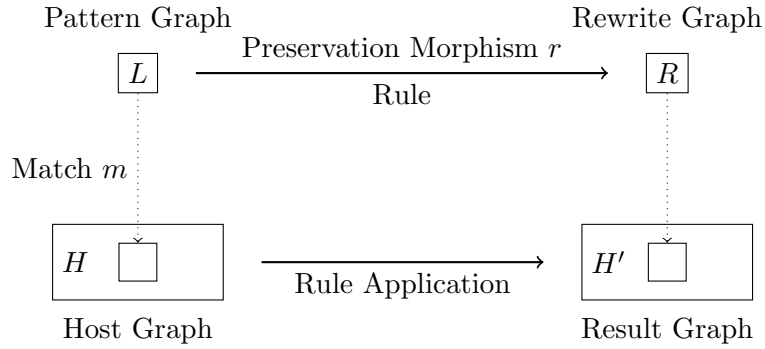 Pattern Graph
Rewrite Graph
Preservation Morphism r
L
R
Rule
Match m
H
H′
Rule Application
Host Graph
Result Graph